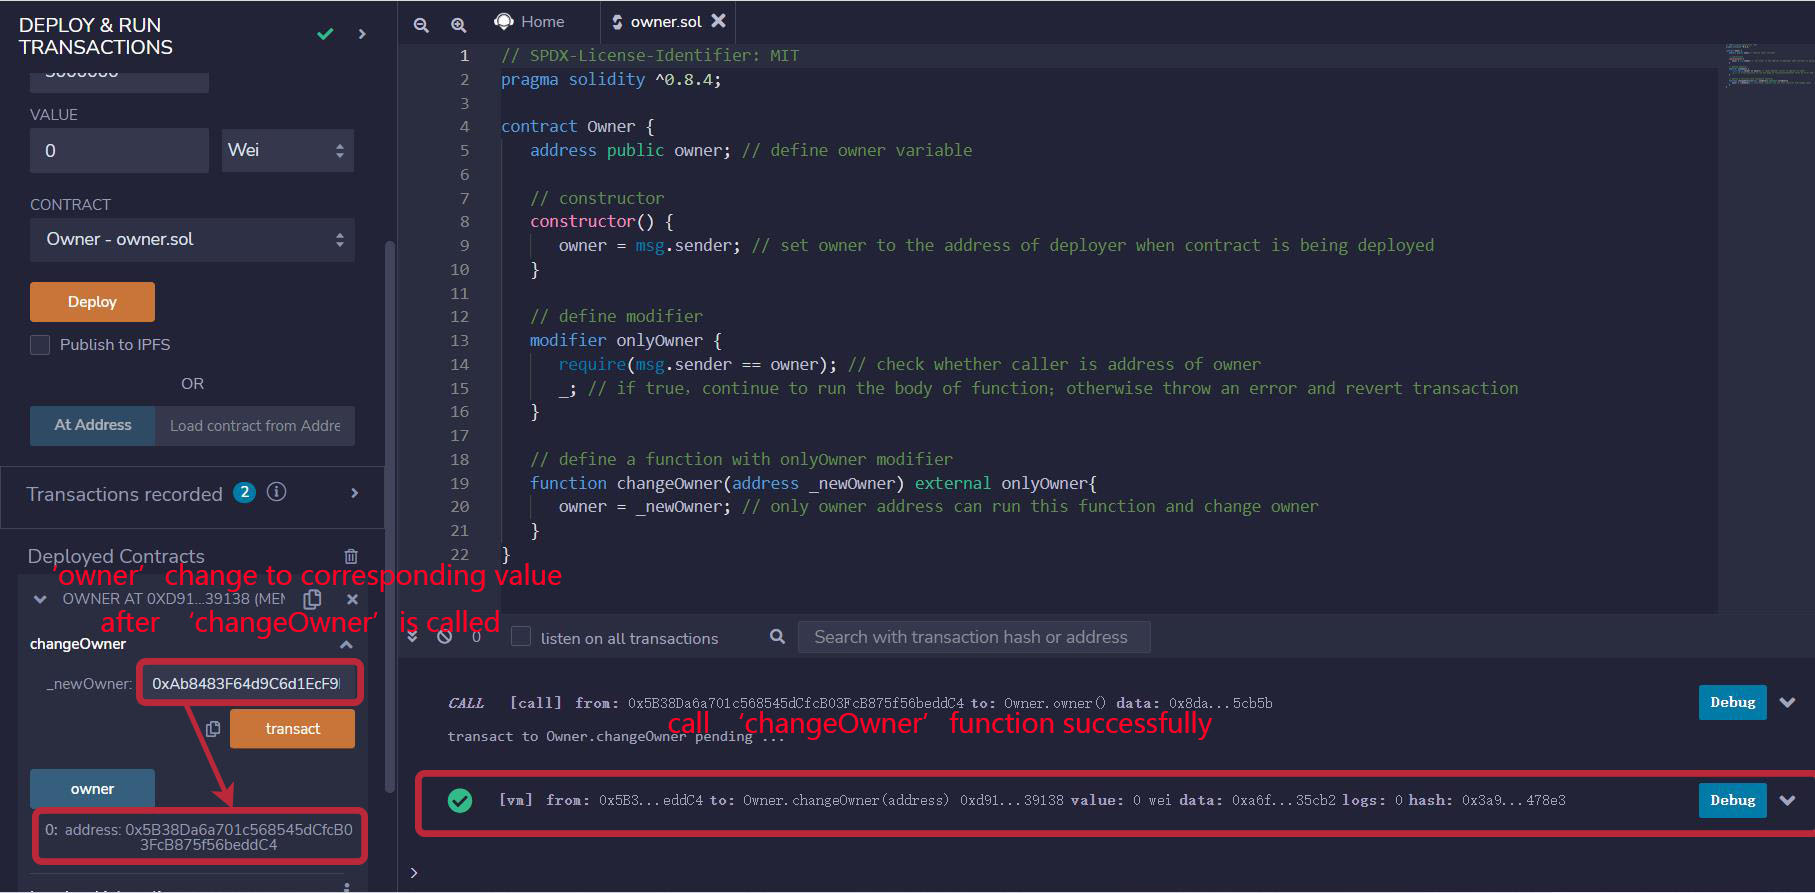 DEPLOY & RUN
TRANSACTIONS
3000000
VALUE
0
Wei
CONTRACT
Owner - owner.sol
Deploy
Publish to IPFS
OR
At Address
Load contract from Addre
Transactions recorded 2 i
Deployed Contracts
'owner' change to corresponding value
OWNER AT 0XD91...39138 (MEM
after 'changeOwner' is called
changeOwner
_newOwner: 0xAb8483F64d9C6d1EcF9
transact
owner
0: address: 0x5B38Da6a701c568545dCfcB0
3FcB875f56beddC4
Home
owner.sol
1 // SPDX-License-Identifier: MIT
2 pragma solidity ^0.8.4;
3
4 contract Owner {
5 address public owner; // define owner variable
6
7 // constructor
8 constructor() {
9 owner = msg.sender; // set owner to the address of deployer when contract is being deployed
10 }
11
12 // define modifier
13 modifier onlyOwner {
14 require(msg.sender == owner); // check whether caller is address of owner
15 _; // if true，continue to run the body of function；otherwise throw an error and revert transaction
16 }
17
18 // define a function with onlyOwner modifier
19 function changeOwner(address _newOwner) external onlyOwner{
20 owner = _newOwner; // only owner address can run this function and change owner
21 }
22 }
0
listen on all transactions
Search with transaction hash or address
CALL [call] from: 0x5B38Da6a701c568545dCfcB03FcB875f56beddC4 to: Owner.owner() data: 0x8da...5cb5b
Debug
call 'changeOwner' function successfully
transact to Owner.changeOwner pending ...
[vm] from: 0x5B3...eddC4 to: Owner.changeOwner(address) 0xd91...39138 value: 0 wei data: 0xa6f...35cb2 logs: 0 hash: 0x3a9...478e3
Debug
>